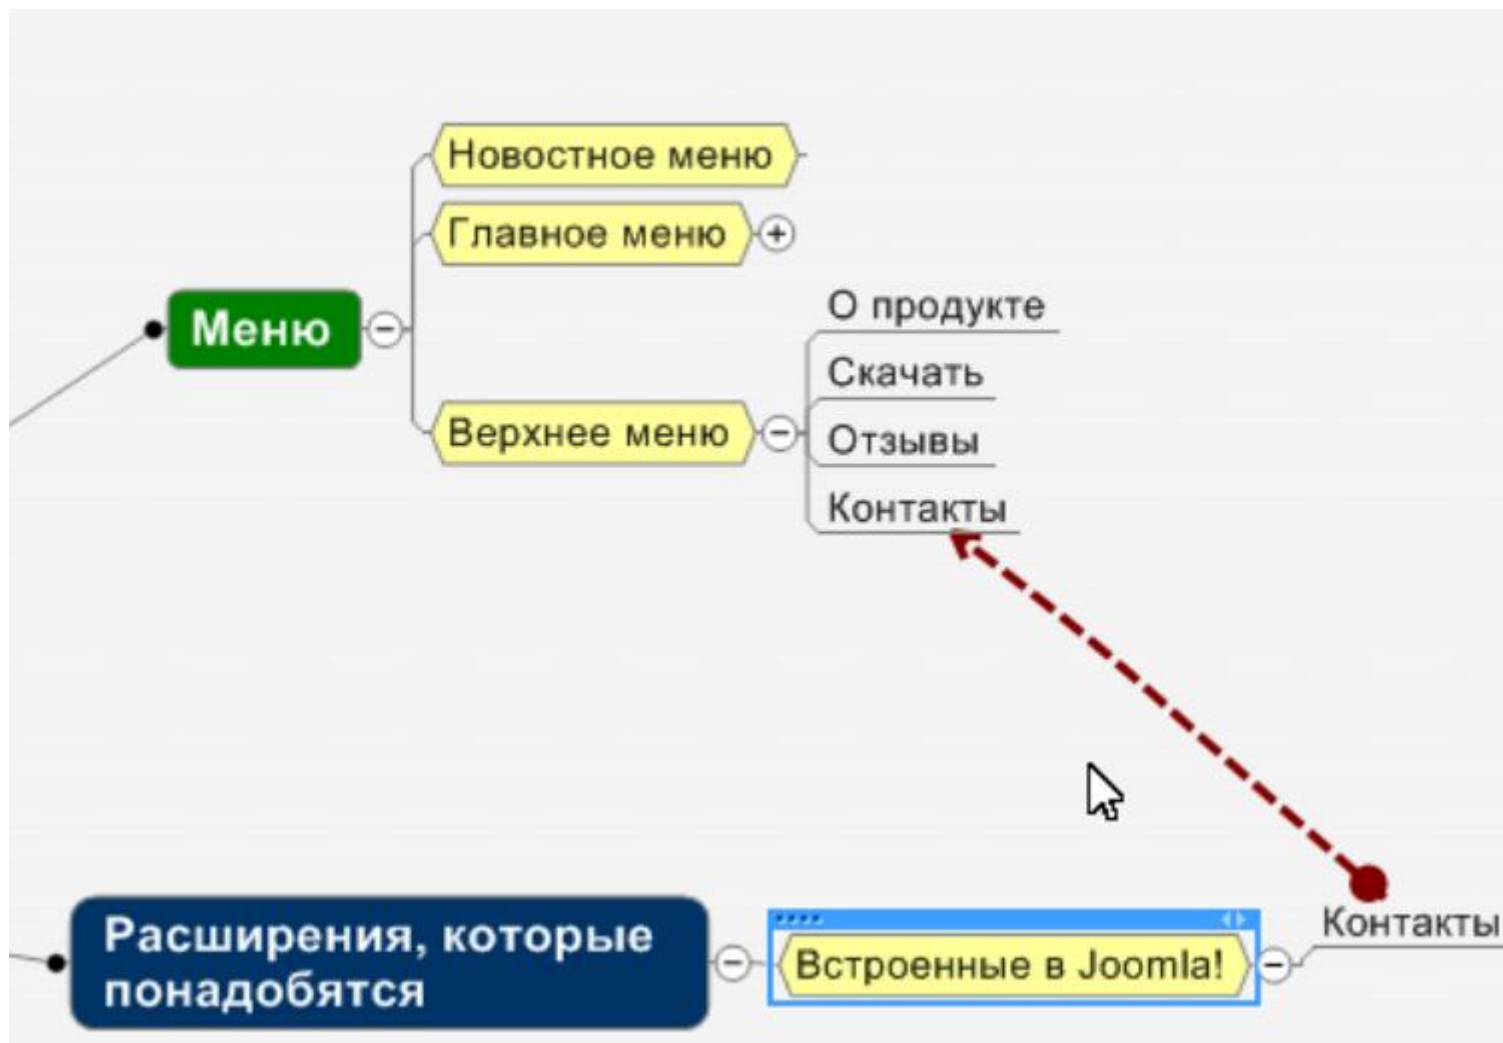 Новостное меню
Главное меню
Меню
О продукте
Скачать
Верхнее меню
Отзывы
Контакты
Расширения, которые
понадобятся
Встроенные в Joomla!
Контакты